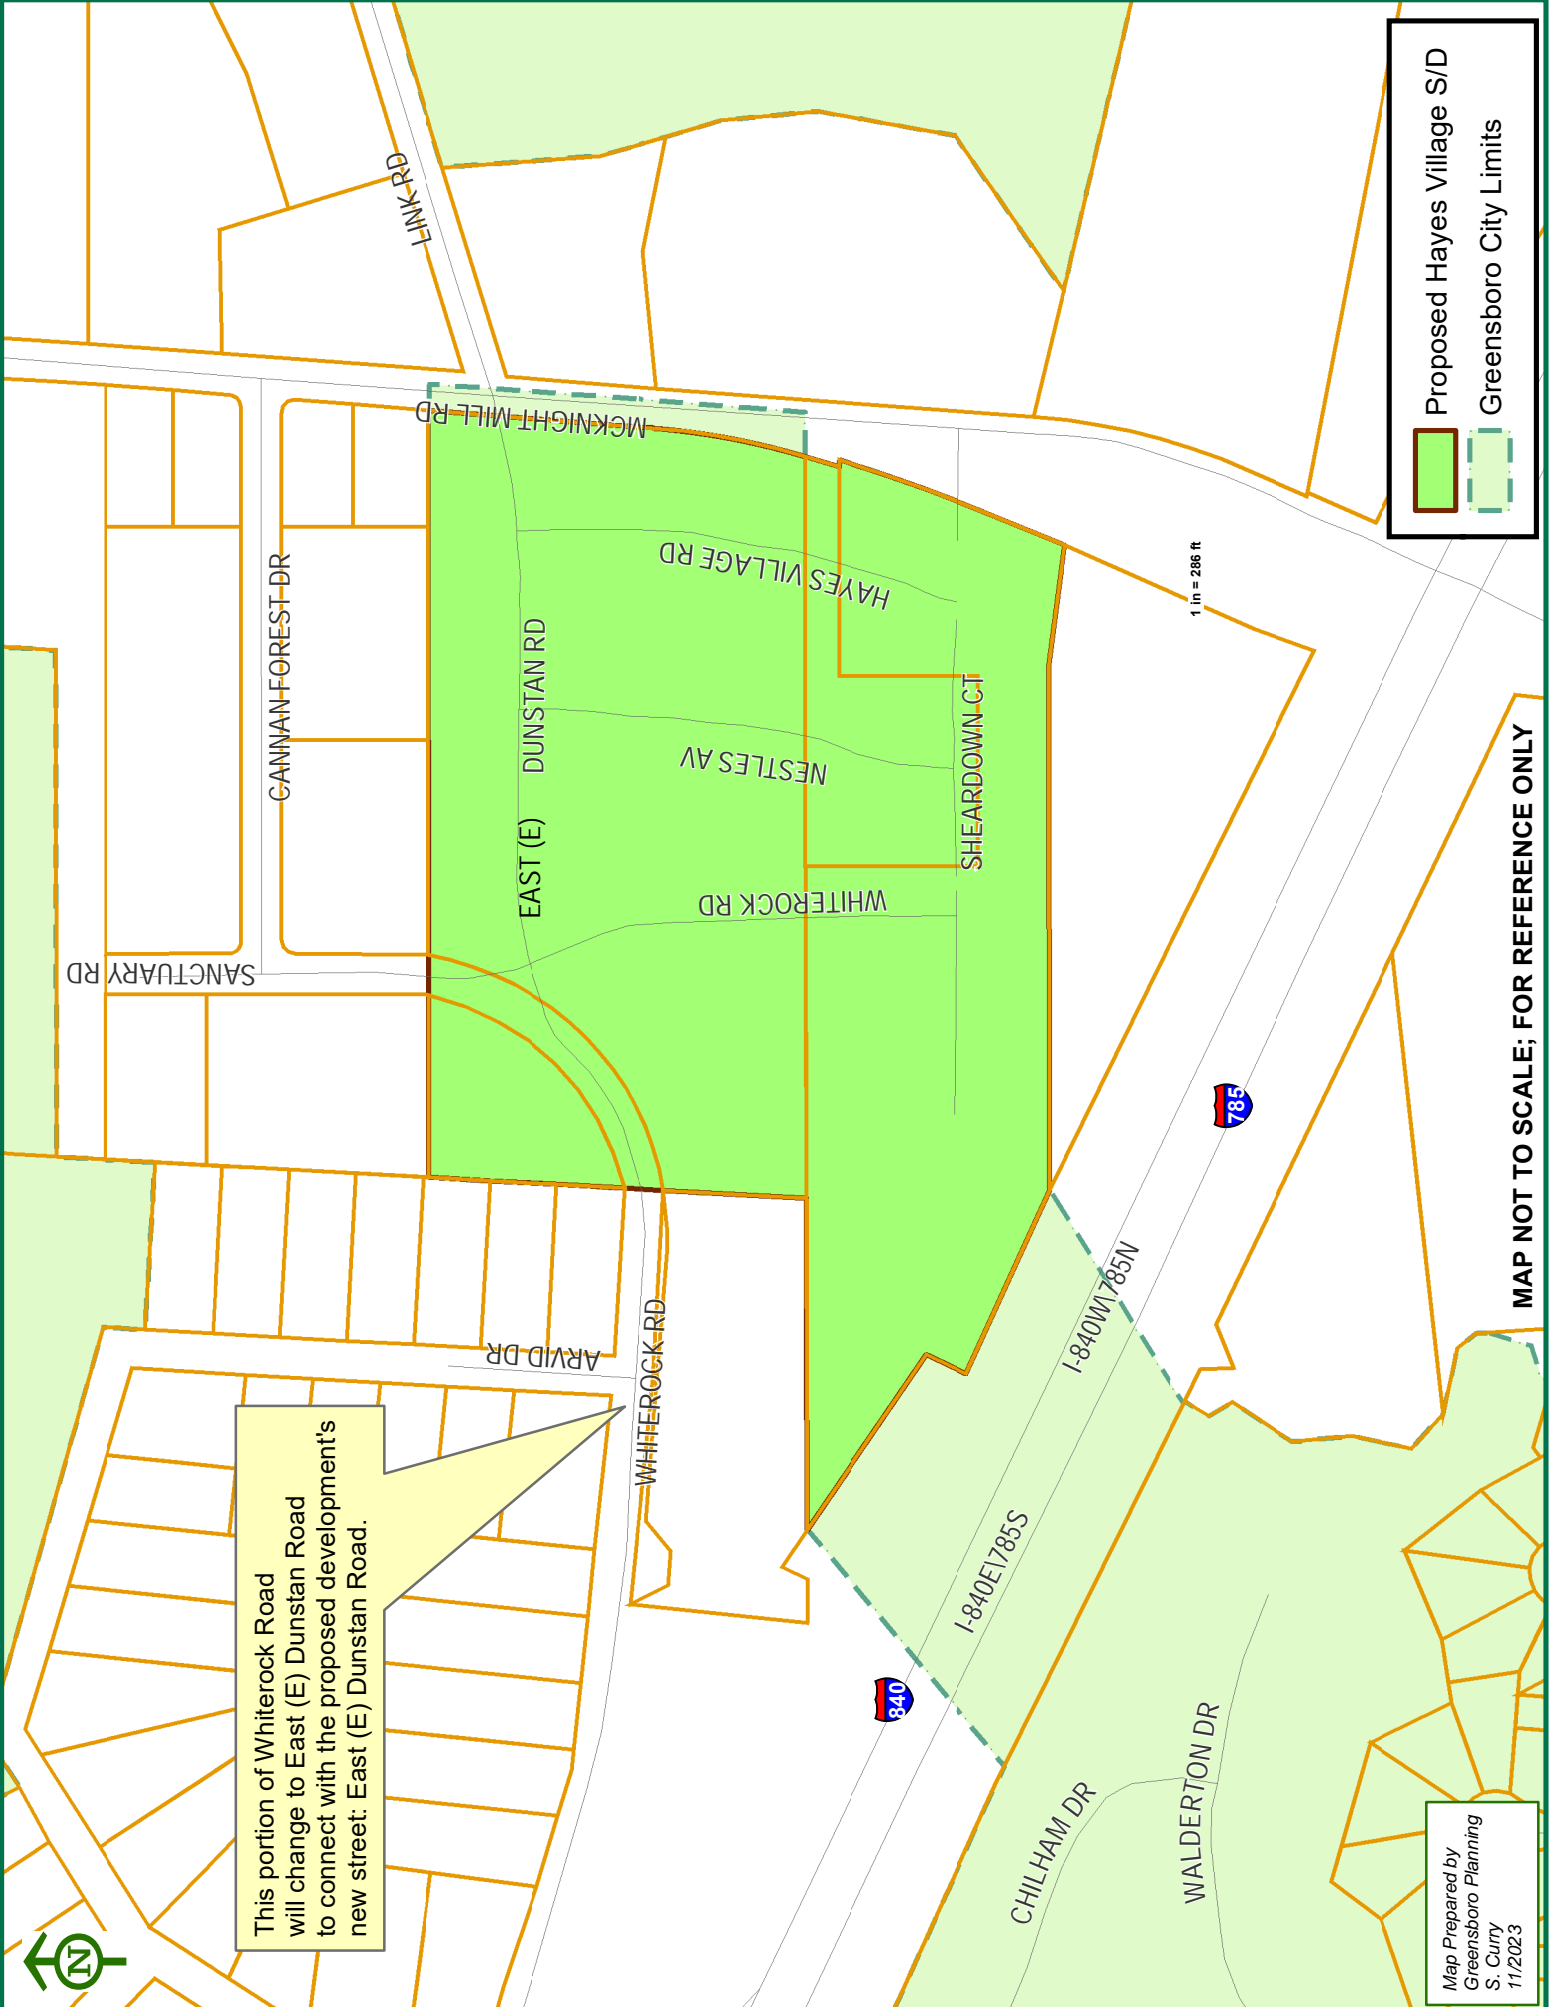 N
This portion of Whiterock Road
will change to East (E) Dunstan Road
to connect with the proposed development's
new street: East (E) Dunstan Road.
SANCTUARY RD
CANNAN FOREST DR
LINK RD
MCKNIGHT MILL RD
ARVID DR
WHITEROCK RD
EAST (E)
DUNSTAN RD
HAYES VILLAGE RD
NESTLES AV
WHITEROCK RD
SHEARDOWN CT
840
I-840E\785S
I-840W\785N
785
CHILHAM DR
WALDERTON DR
1 in = 286 ft
Map Prepared by
Greensboro Planning
S. Curry
11/2023
MAP NOT TO SCALE; FOR REFERENCE ONLY
Proposed Hayes Village S/D
Greensboro City Limits